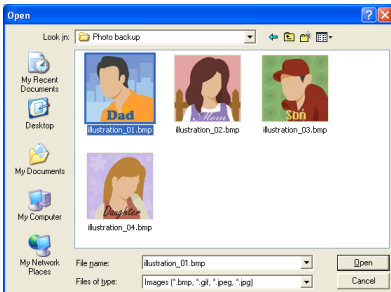 Open
Look in:
Photo backup
My Recent
Documents
Desktop
My Documents
My Computer
My Network
Places
Dad
illustration_01.bmp
Mom
illustration_02.bmp
Son
illustration_03.bmp
Daughter
illustration_04.bmp
File name:
illustration_01.bmp
Open
Files of type:
Images (*.bmp, *.gif, *.jpeg, *.jpg)
Cancel